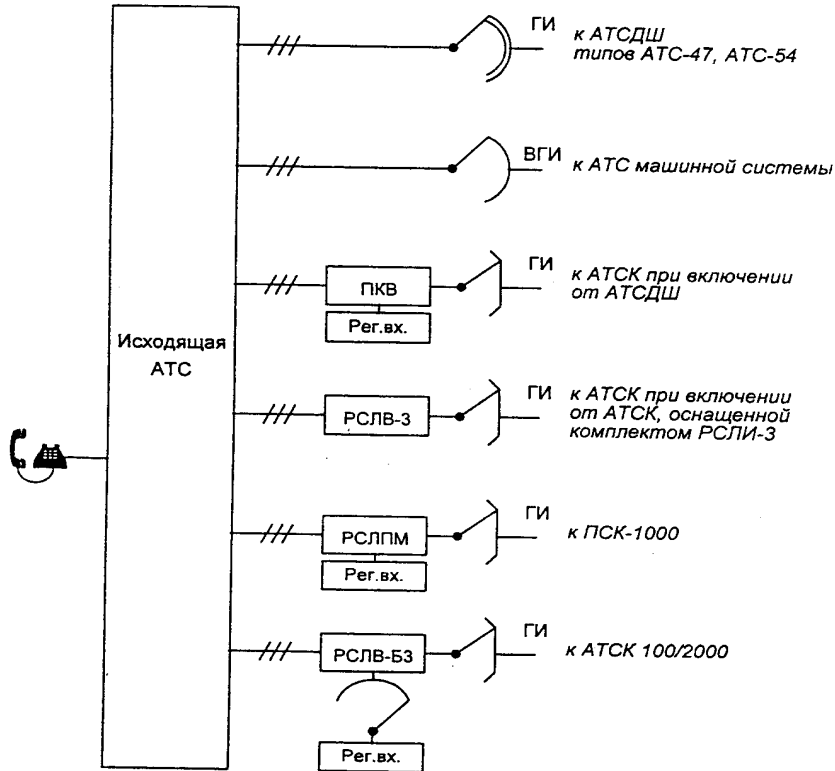 ГИ
к АТСДШ
типов АТС-47, АТС-54
ВГИ
к АТС машинной системы
ПКВ
Рег.вх.
ГИ
к АТСК при включении
от АТСДШ
Исходящая
АТС
РСЛВ-3
ГИ
к АТСК при включении
от АТСК, оснащенной
комплектом РСЛИ-3
РСЛПМ
Рег.вх.
ГИ
к ПСК-1000
РСЛВ-БЗ
ГИ
к АТСК 100/2000
Рег.вх.